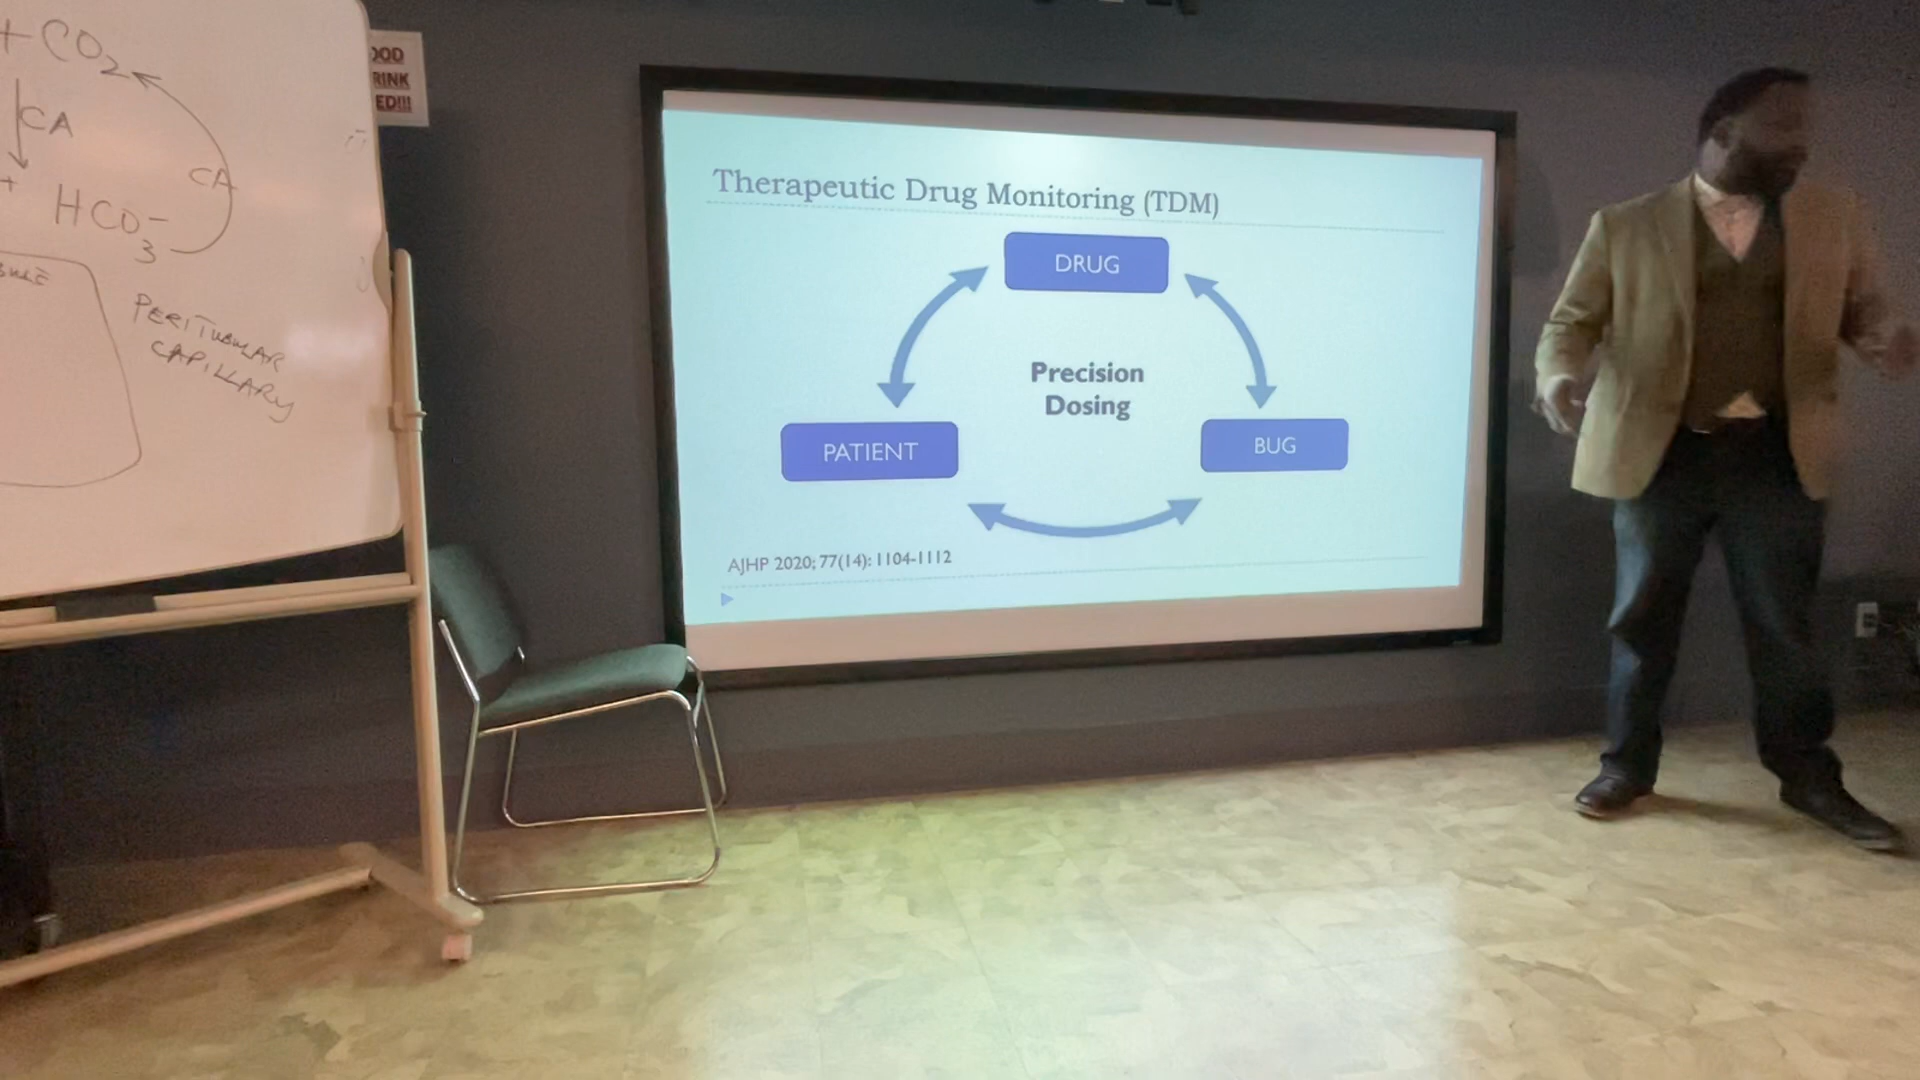 + CO2
CA
CA
+ HCO3-
PERITUBULAR
CAPILLARY
OOD
RINK
ED!!!
Therapeutic Drug Monitoring (TDM)
DRUG
Precision
Dosing
PATIENT
BUG
AJHP 2020; 77(14): 1104-1112